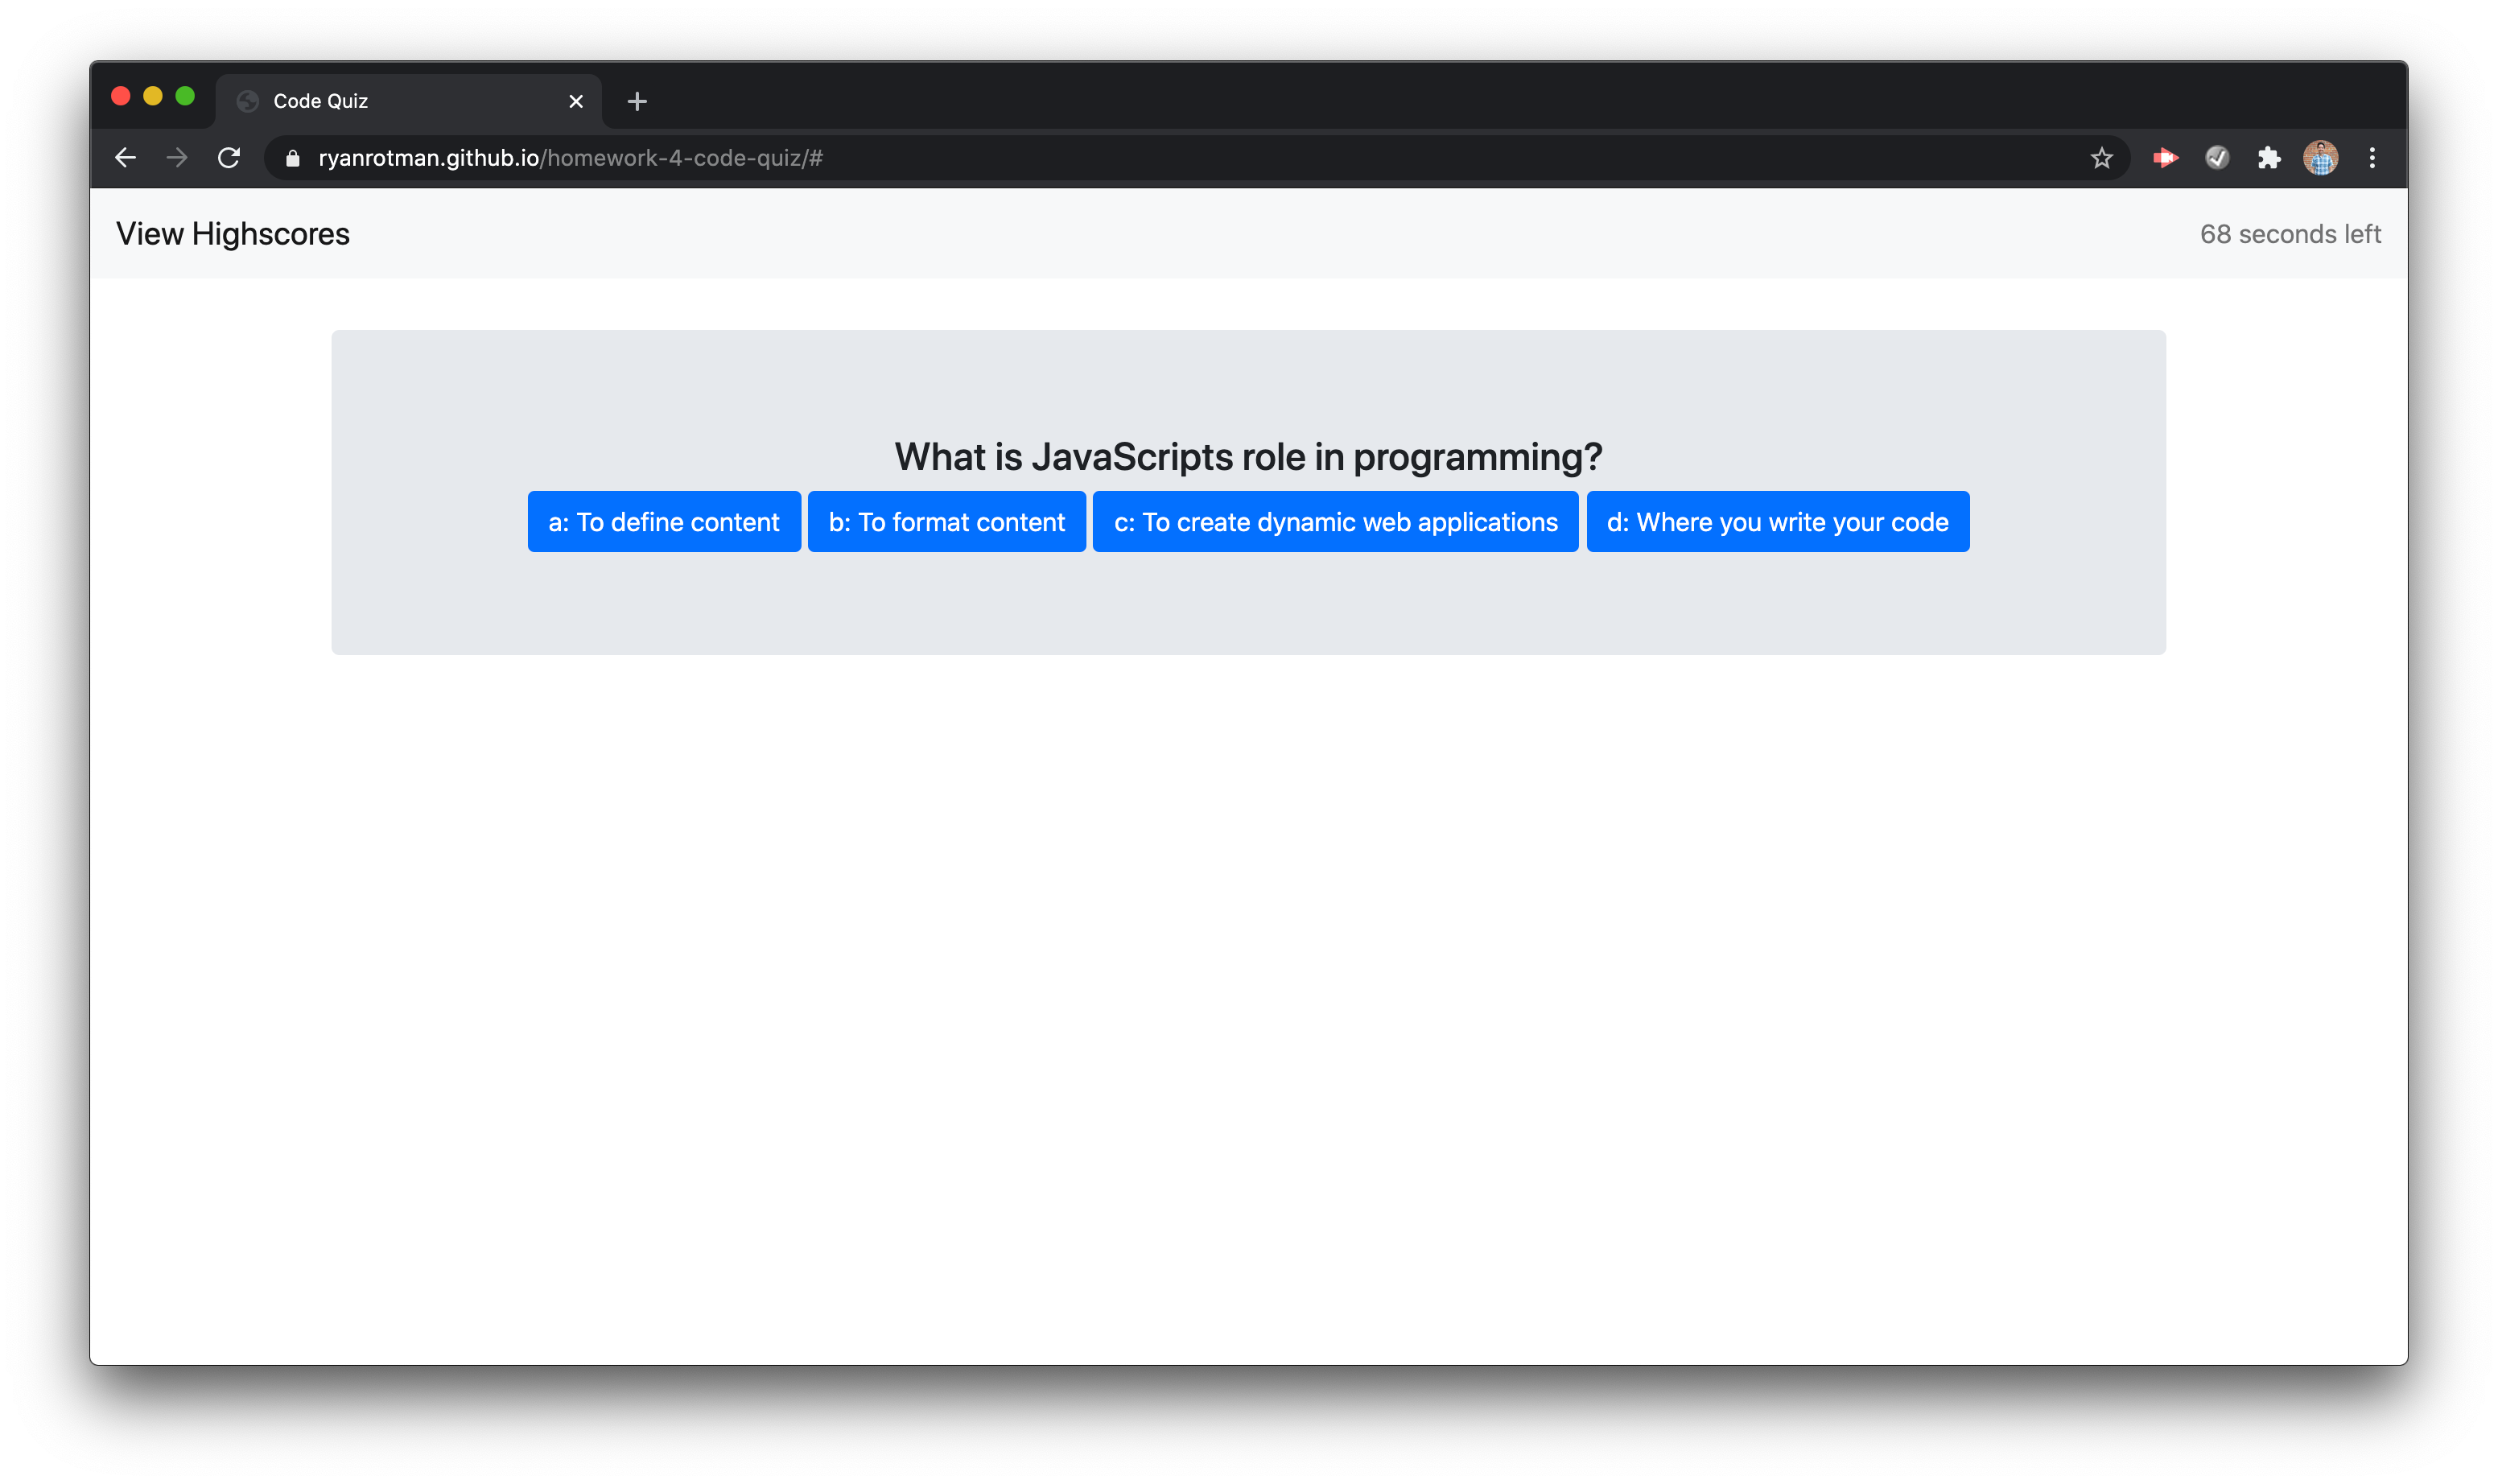 Code Quiz
ryanrotman.github.io/homework-4-code-quiz/#
View Highscores
68 seconds left
What is JavaScripts role in programming?
a: To define content
b: To format content
c: To create dynamic web applications
d: Where you write your code